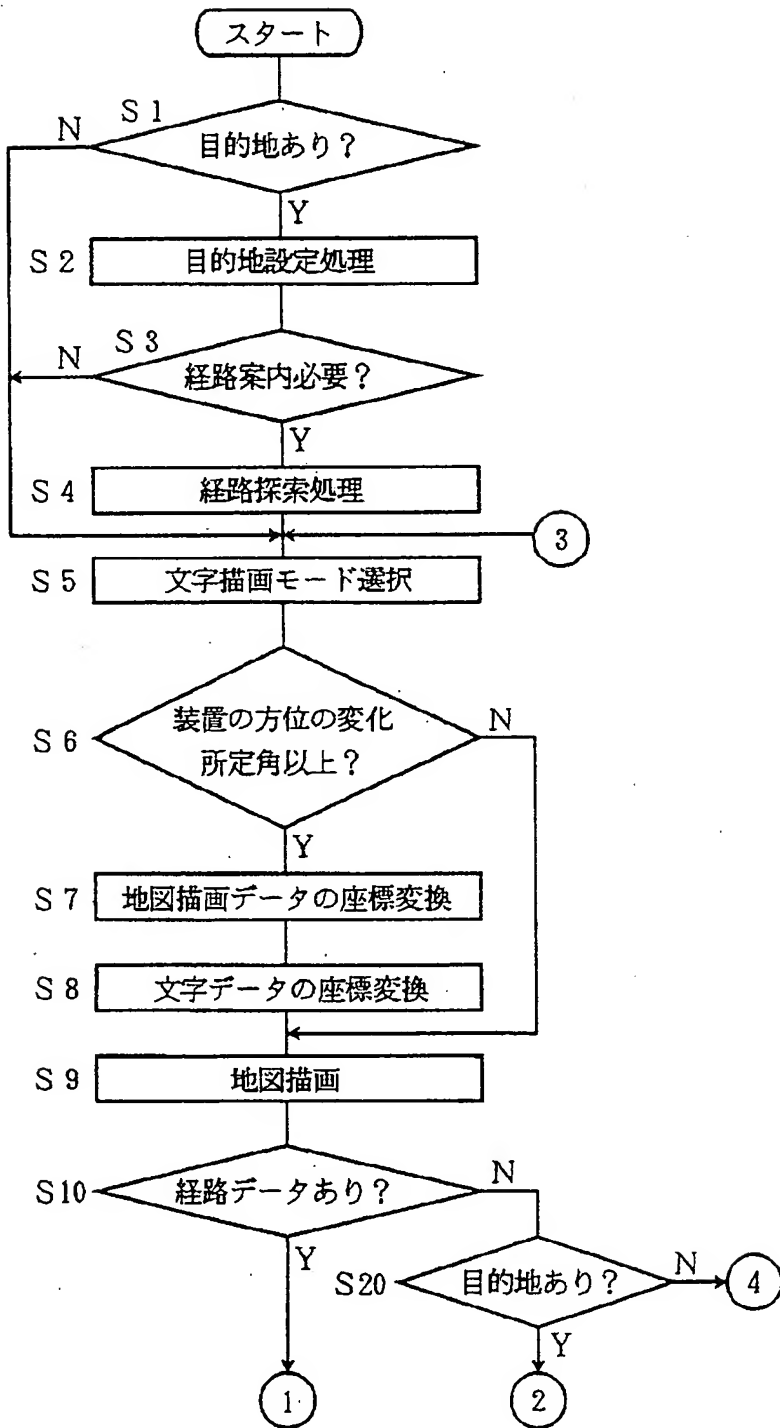 スタート
S1
N
目的地あり?
Y
S2
目的地設定処理
S3
N
経路案内必要?
Y
S4
経路探索処理
3
S5
文字描画モード選択
S6
装置の方位の変化
所定角以上?
N
Y
S7
地図描画データの座標変換
S8
文字データの座標変換
S9
地図描画
S10
経路データあり?
N
Y
S20
目的地あり?
N
4
Y
1
2